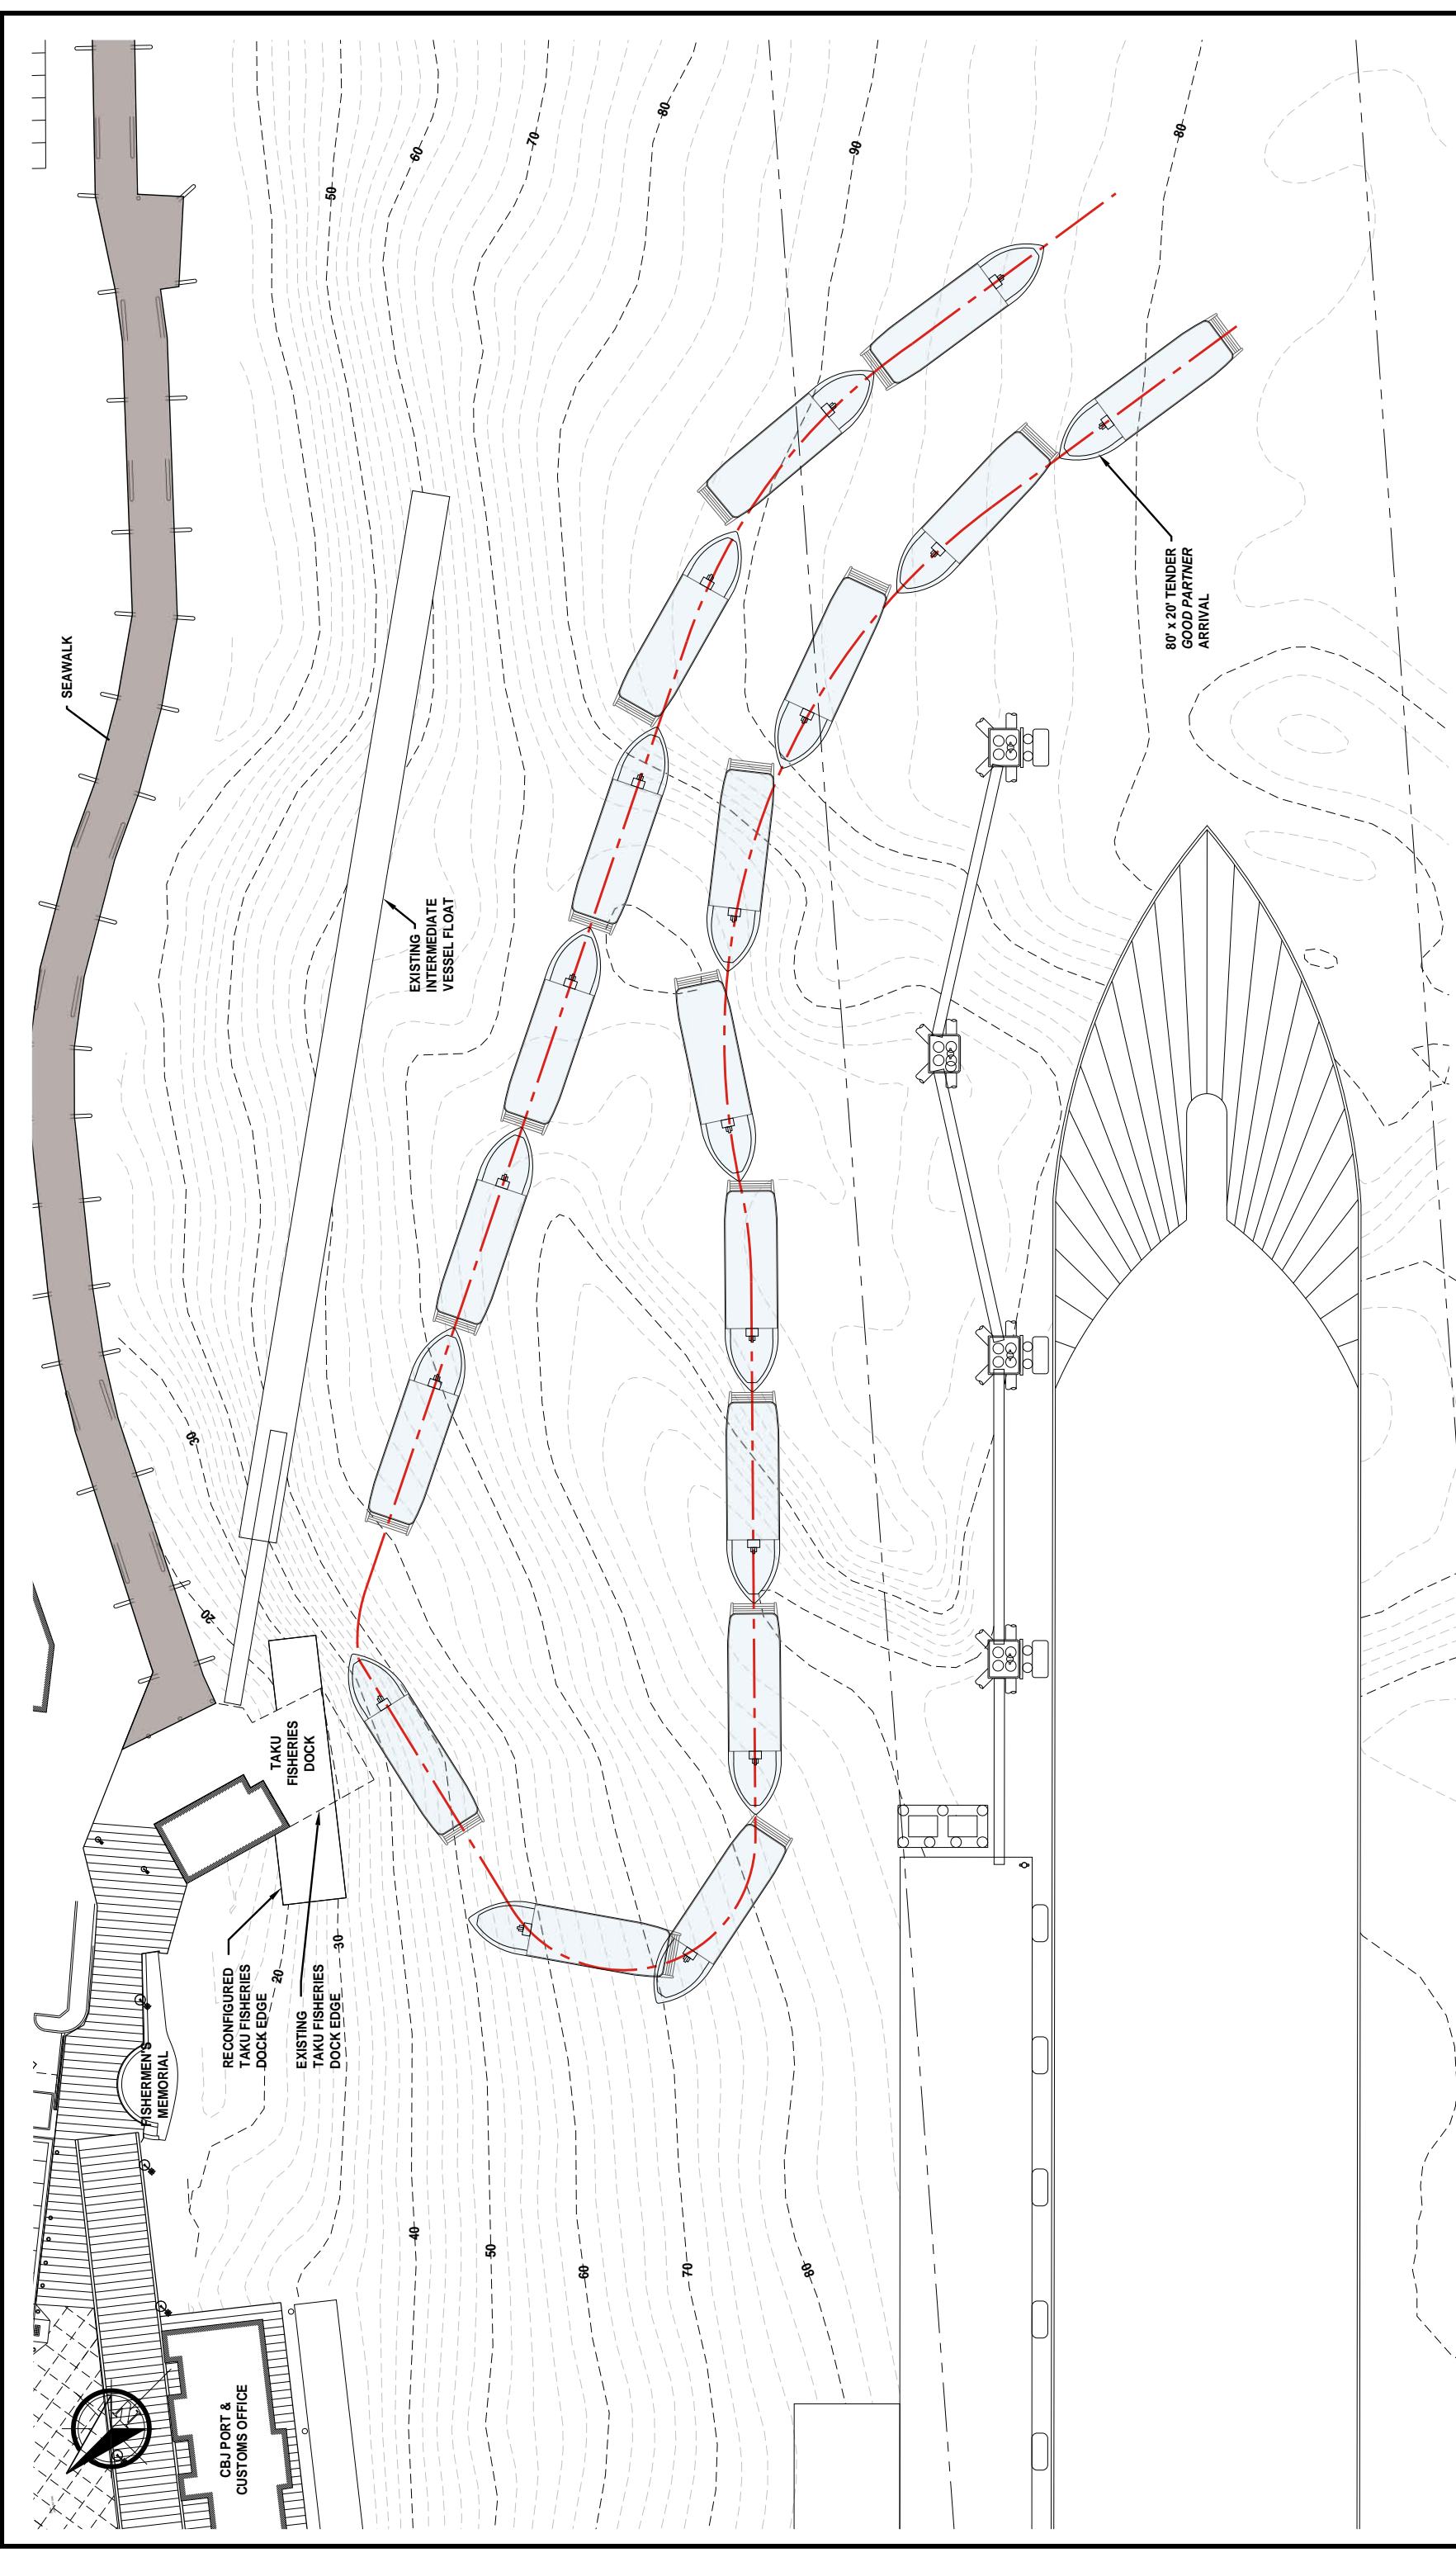 50
60
70
80
90
80
SEAWALK
80' x 20' TENDER
GOOD PARTNER
ARRIVAL
EXISTING
INTERMEDIATE
VESSEL FLOAT
30
20
TAKU
FISHERIES
DOCK
RECONFIGURED
TAKU FISHERIES
DOCK EDGE
20
EXISTING
TAKU FISHERIES
DOCK EDGE
30
FISHERMEN'S
MEMORIAL
40
50
60
70
80
CBJ PORT &
CUSTOMS OFFICE